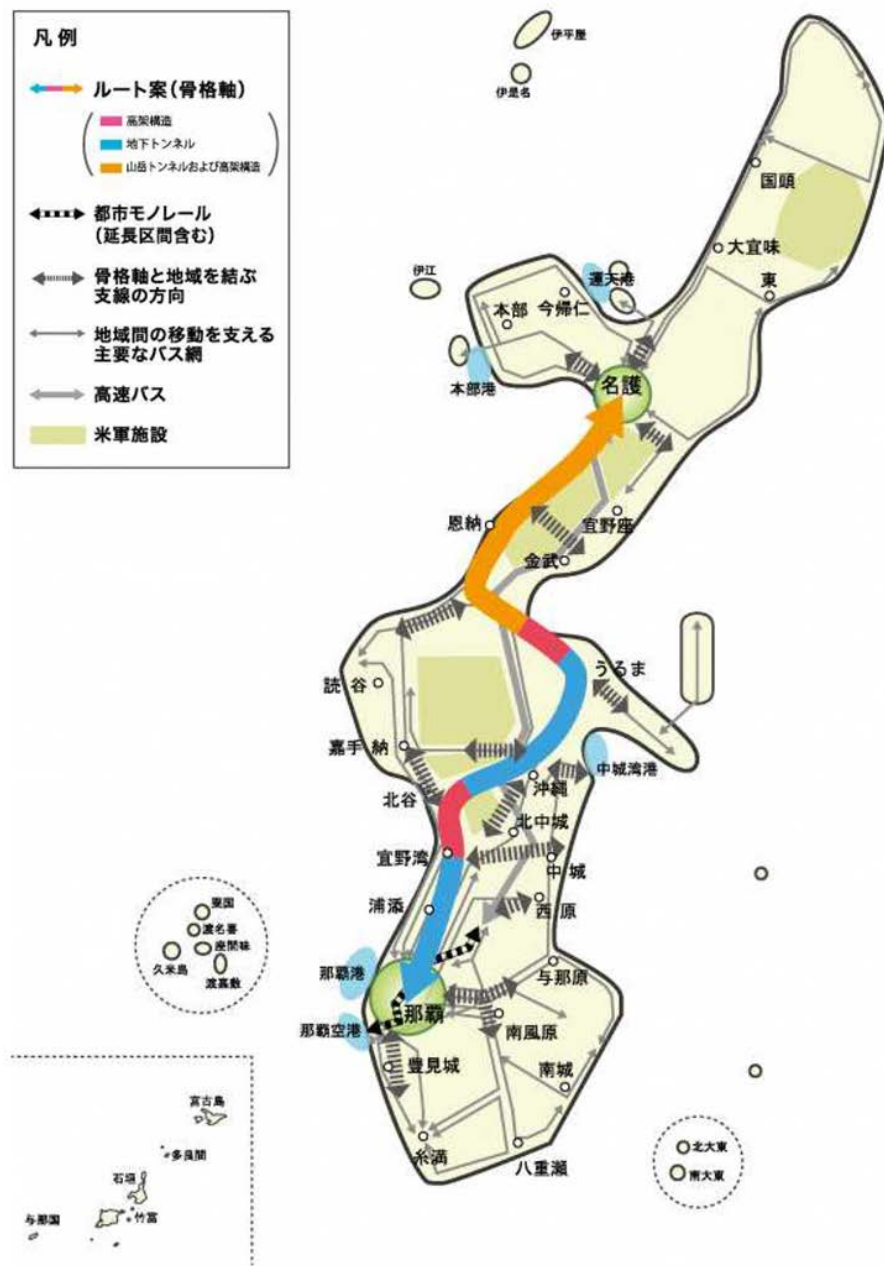 凡例
ルート案(骨格軸)
高架構造
地下トンネル
山岳トンネルおよび高架構造
都市モノレール
(延長区間含む)
骨格軸と地域を結ぶ
支線の方向
地域間の移動を支える
主要なバス網
高速バス
米軍施設
伊平屋
伊是名
国頭
大宜味
東
伊江
運天港
今帰仁
本部
本部港
名護
恩納
宜野座
金武
うるま
読谷
嘉手納
中城湾港
沖縄
北谷
北中城
宜野湾
中城
浦添
西原
粟国
渡名喜
座間味
久米島
渡嘉敷
那覇港
与那原
那覇
那覇空港
南風原
豊見城
南城
糸満
八重瀬
北大東
南大東
宮古島
多良間
石垣
竹富
与那国